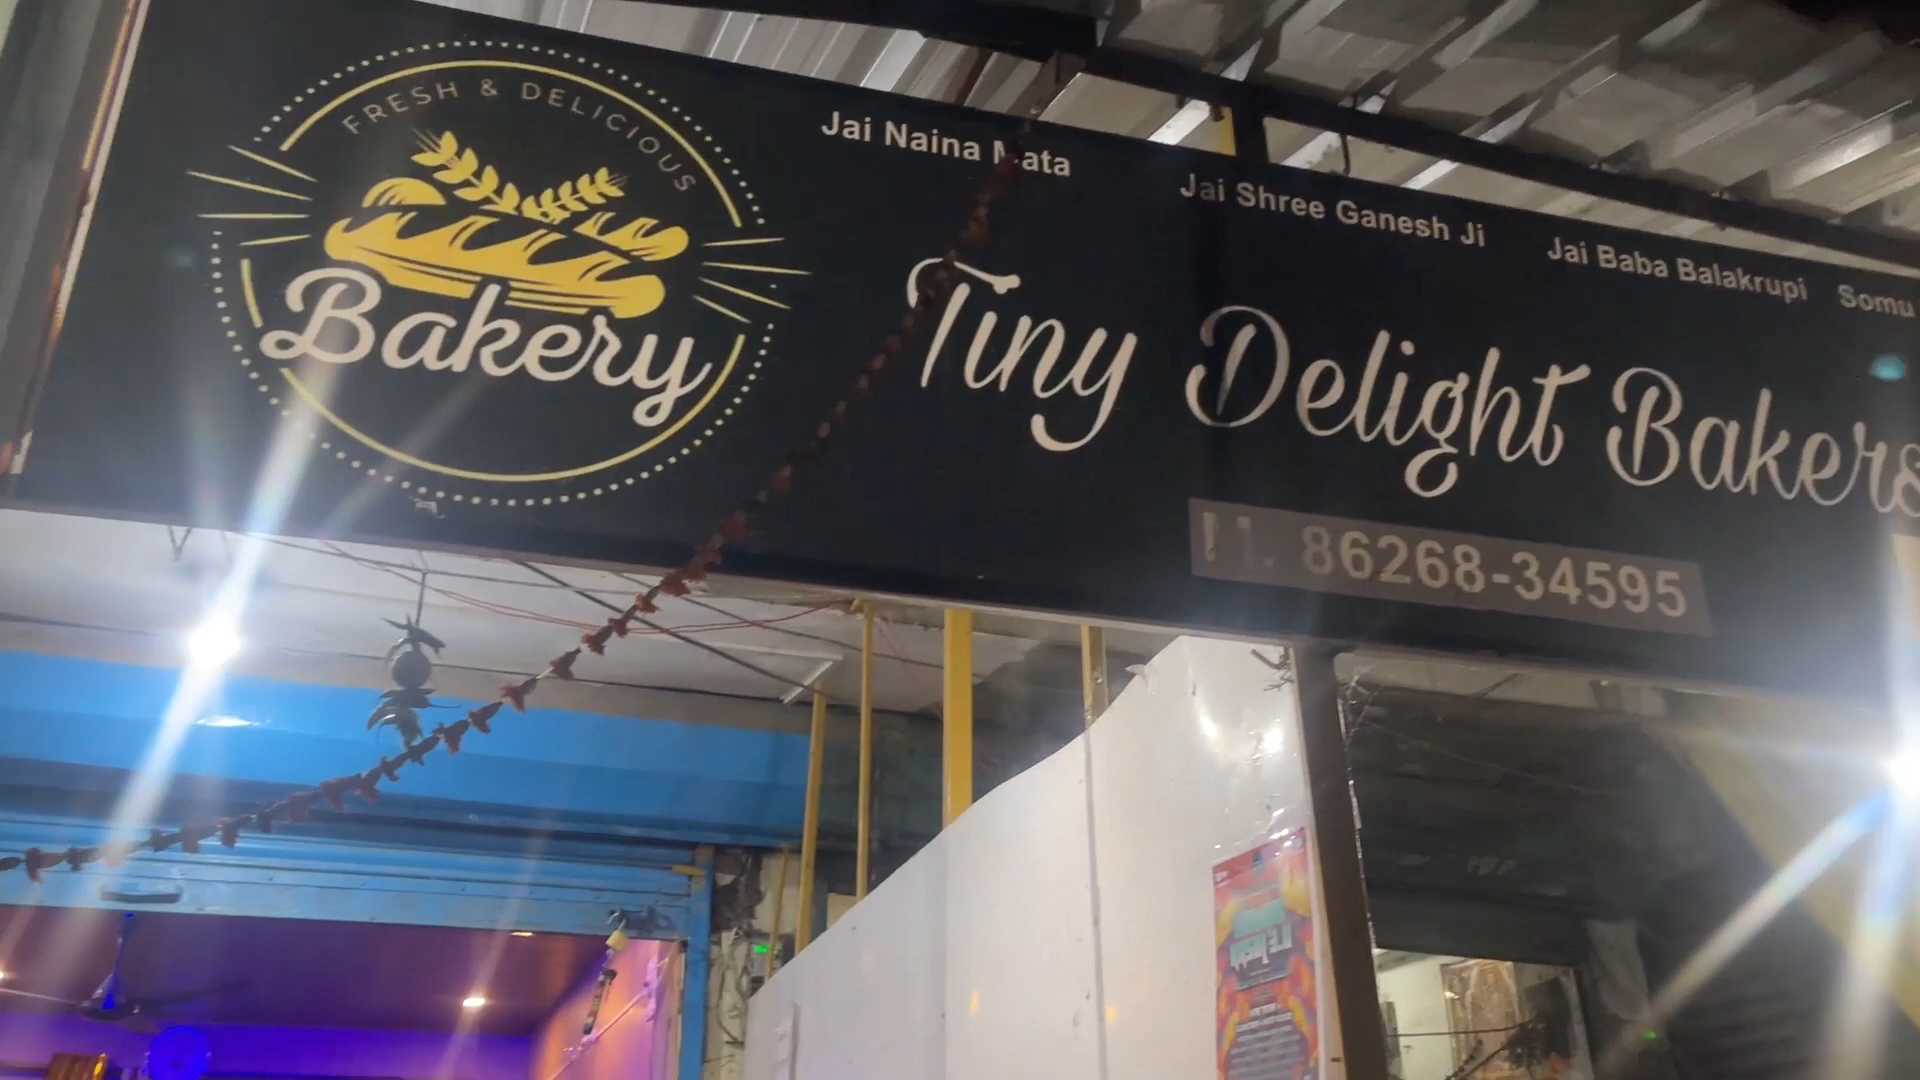 FRESH & DELICIOUS
Bakery
Jai Naina Mata
Jai Shree Ganesh Ji
Jai Baba Balakrupi
Somu
Tiny Delight Bakers
86268-34595